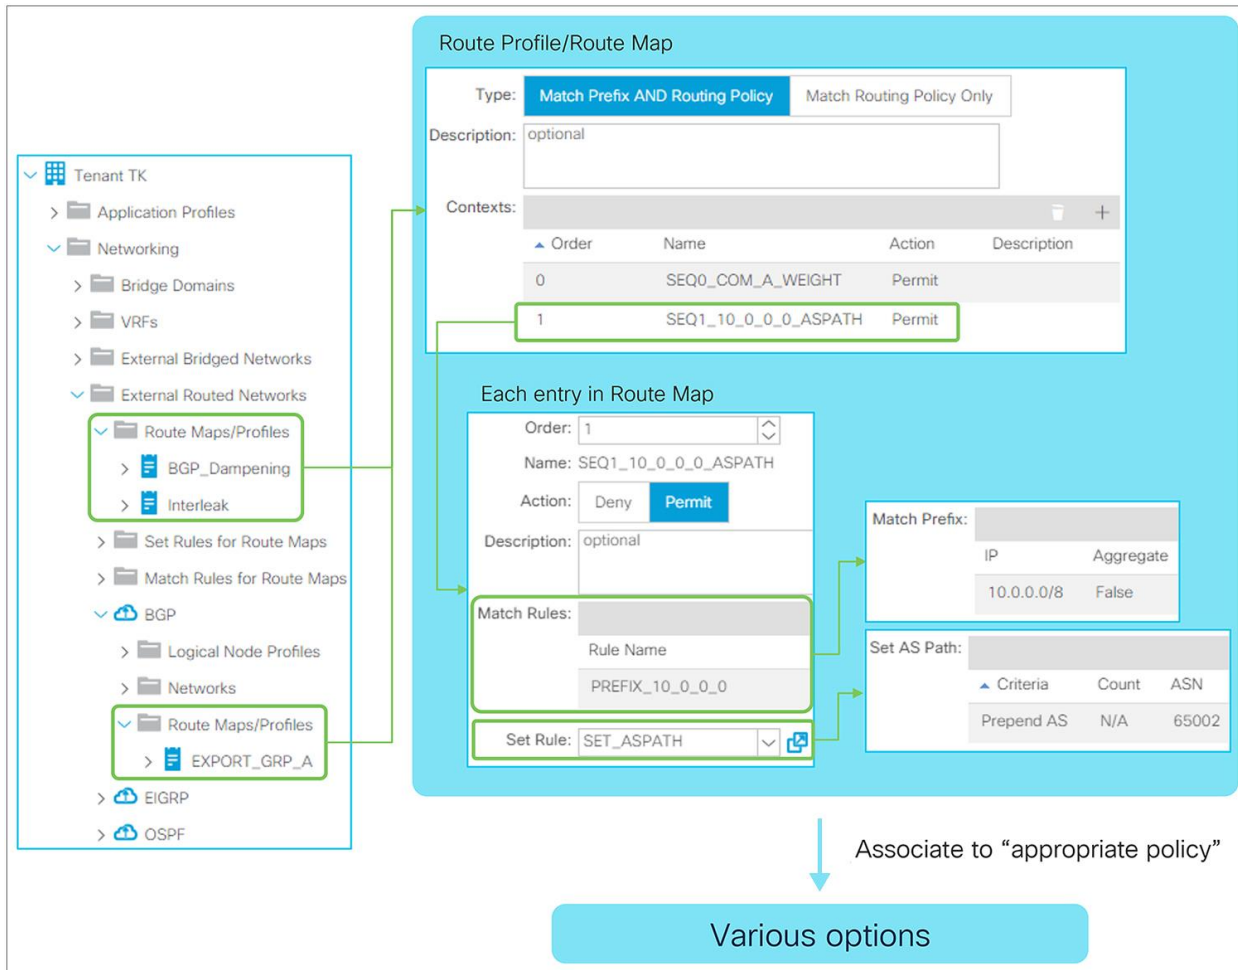 Tenant TK
Application Profiles
Networking
Bridge Domains
VRFs
External Bridged Networks
External Routed Networks
Route Maps/Profiles
BGP_Dampening
Interleak
Set Rules for Route Maps
Match Rules for Route Maps
BGP
Logical Node Profiles
Networks
Route Maps/Profiles
EXPORT_GRP_A
EIGRP
OSPF
Route Profile/Route Map
Type: Match Prefix AND Routing Policy Match Routing Policy Only
Description: optional
Contexts:
Order Name Action Description
0 SEQ0_COM_A_WEIGHT Permit
1 SEQ1_10_0_0_0_ASPATH Permit
Each entry in Route Map
Order: 1
Name: SEQ1_10_0_0_0_ASPATH
Action: Deny Permit
Description: optional
Match Rules:
Rule Name
PREFIX_10_0_0_0
Set Rule: SET_ASPATH
Match Prefix:
IP Aggregate
10.0.0.0/8 False
Set AS Path:
Criteria Count ASN
Prepend AS N/A 65002
Associate to “appropriate policy”
Various options